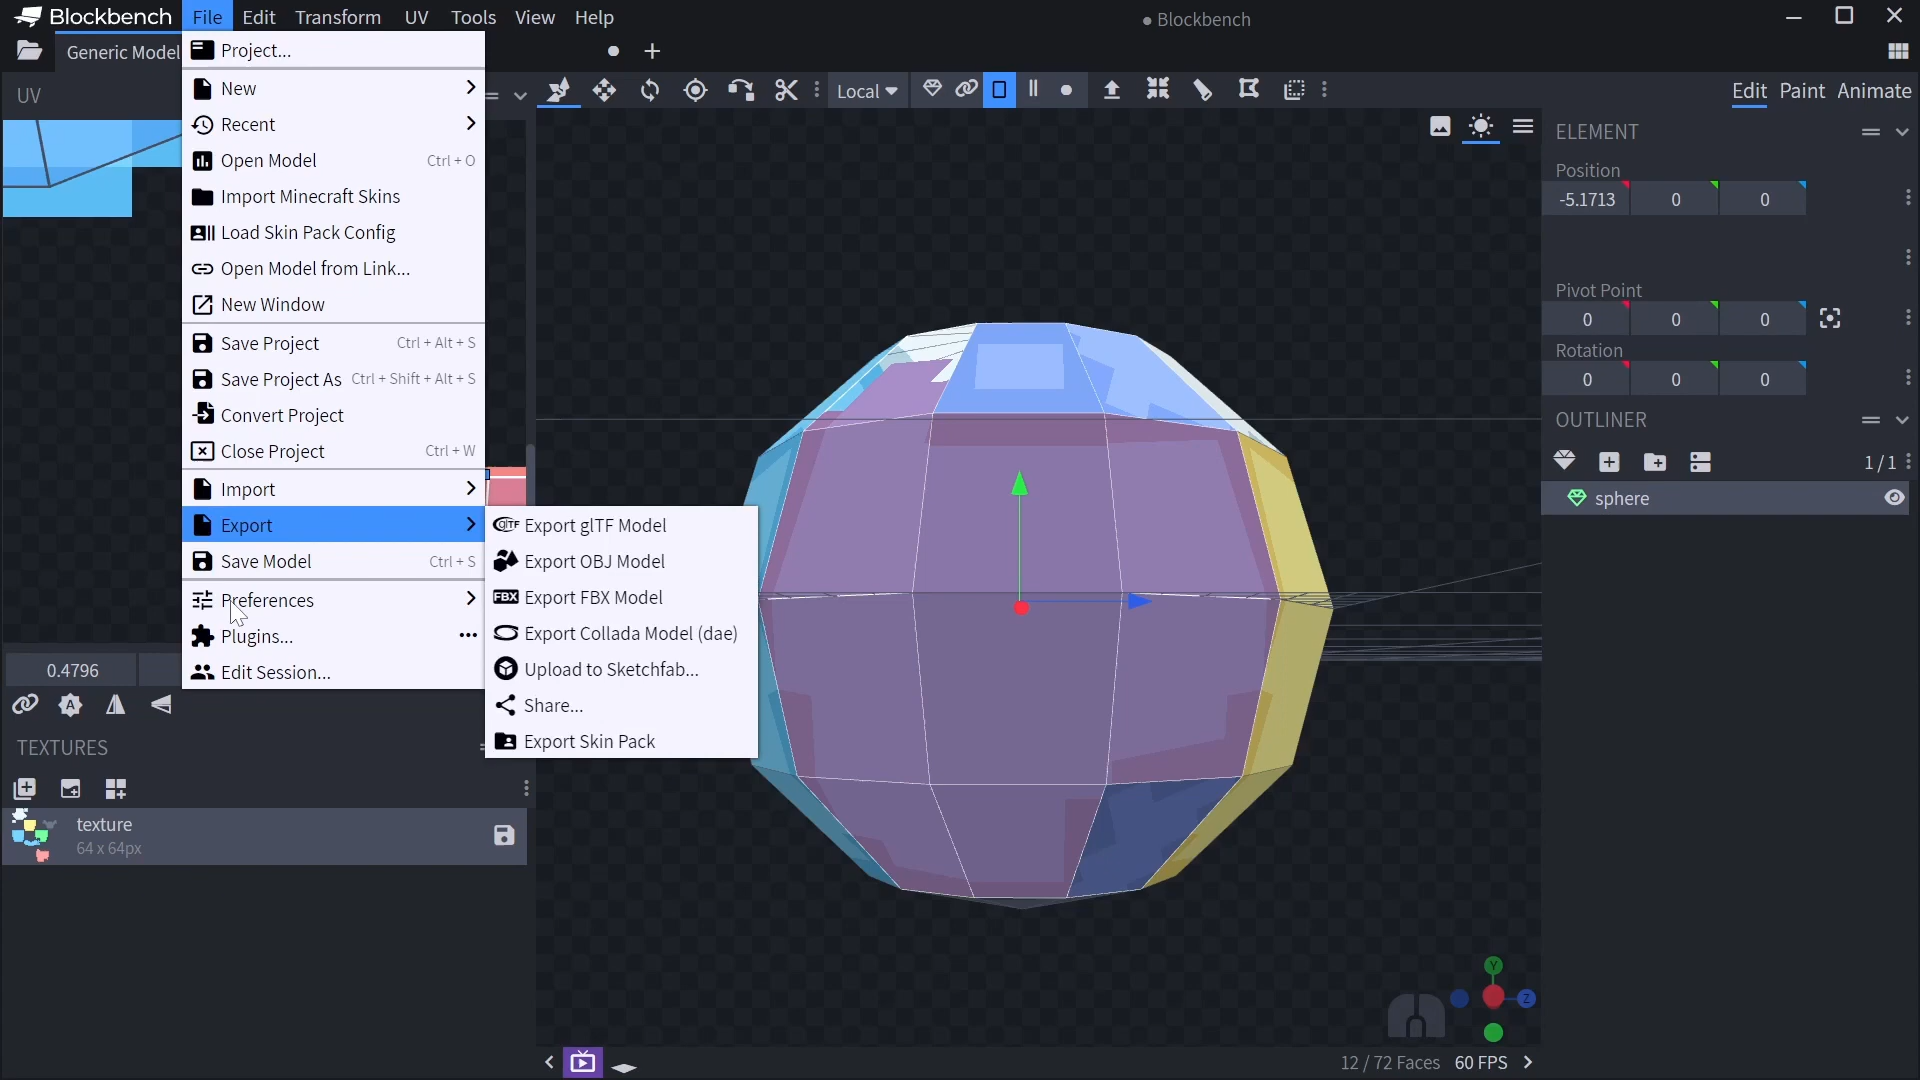 Blockbench File Edit Transform UV Tools View Help
● Blockbench
Generic Model
UV
Project...
New
Recent
Open Model Ctrl + O
Import Minecraft Skins
Load Skin Pack Config
Open Model from Link...
New Window
Save Project Ctrl + Alt + S
Save Project As Ctrl + Shift + Alt + S
Convert Project
Close Project Ctrl + W
Import
Export
Save Model Ctrl + S
Preferences
Plugins...
Edit Session...
Export glTF Model
Export OBJ Model
FBX Export FBX Model
Export Collada Model (dae)
Upload to Sketchfab...
Share...
Export Skin Pack
0.4796
TEXTURES
texture
64 x 64px
Local
Edit Paint Animate
ELEMENT
Position
-5.1713 0 0
Pivot Point
0 0 0
Rotation
0 0 0
OUTLINER
1 / 1
sphere
Y
Z
12 / 72 Faces 60 FPS